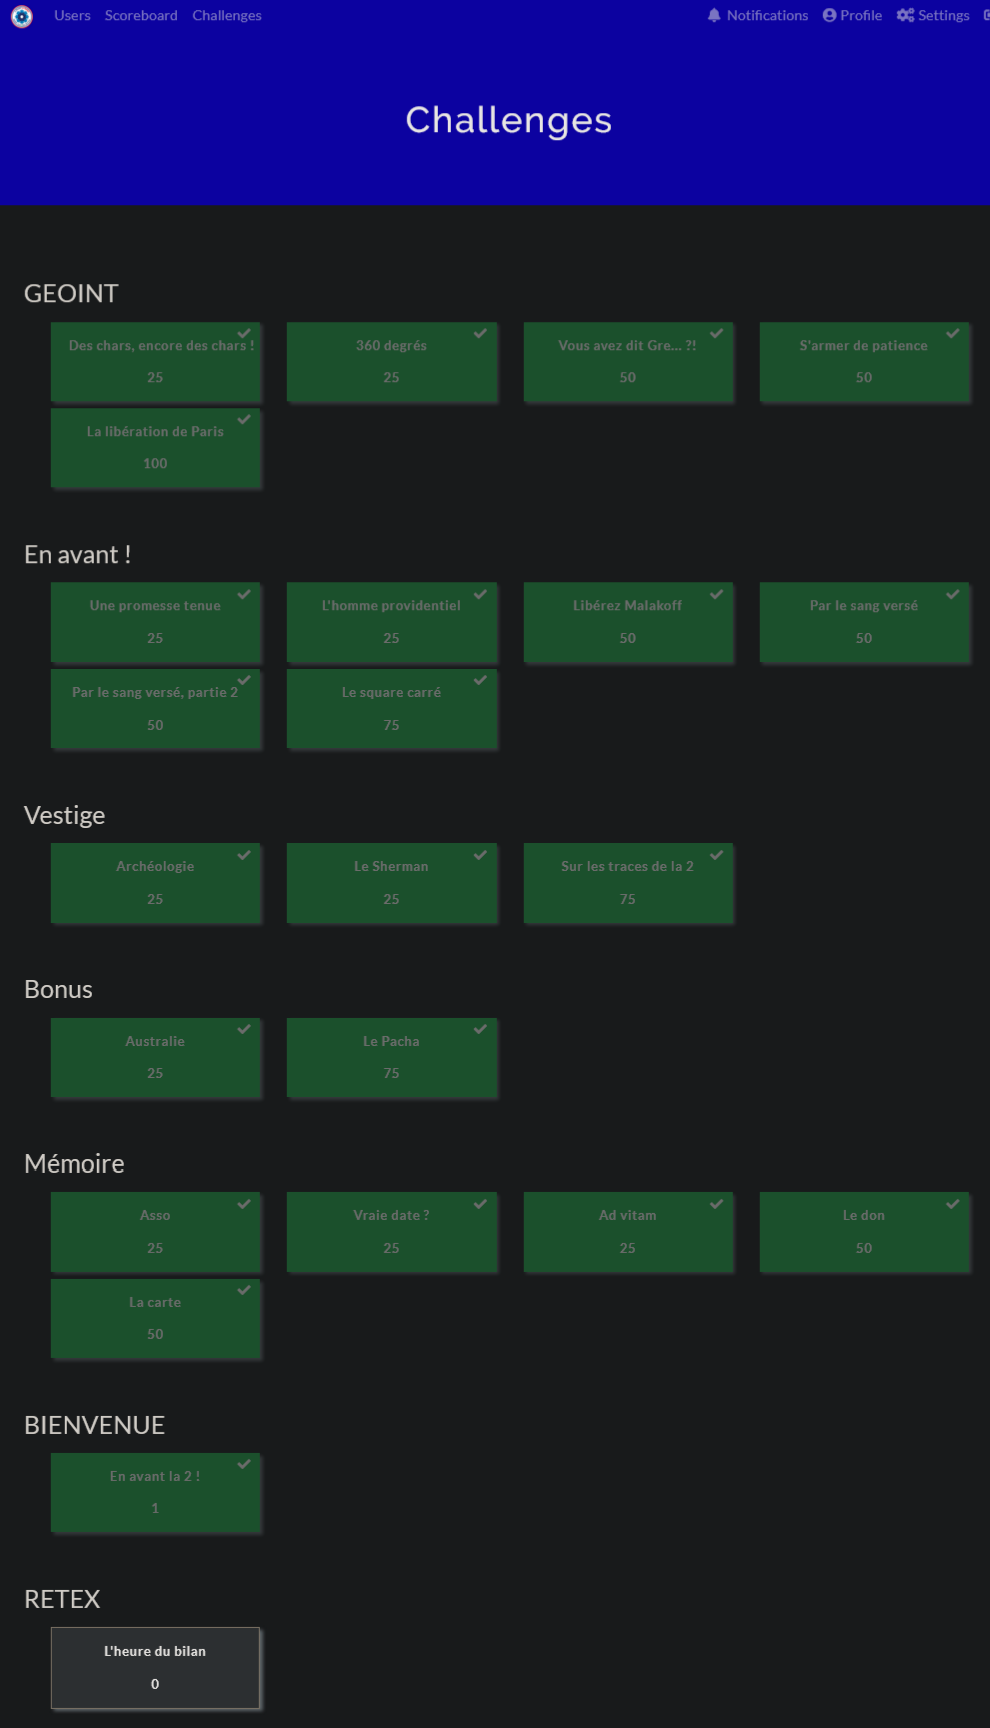 Users Scoreboard Challenges Notifications Profile Settings
Challenges
GEOINT
Des chars, encore des chars !
25
360 degrés
25
Vous avez dit Gre... ?!
50
S'armer de patience
50
La libération de Paris
100
En avant !
Une promesse tenue
25
L'homme providentiel
25
Libérez Malakoff
50
Par le sang versé
50
Par le sang versé, partie 2
50
Le square carré
75
Vestige
Archéologie
25
Le Sherman
25
Sur les traces de la 2
75
Bonus
Australie
25
Le Pacha
75
Mémoire
Asso
25
Vraie date ?
25
Ad vitam
25
Le don
50
La carte
50
BIENVENUE
En avant la 2 !
1
RETEX
L'heure du bilan
0